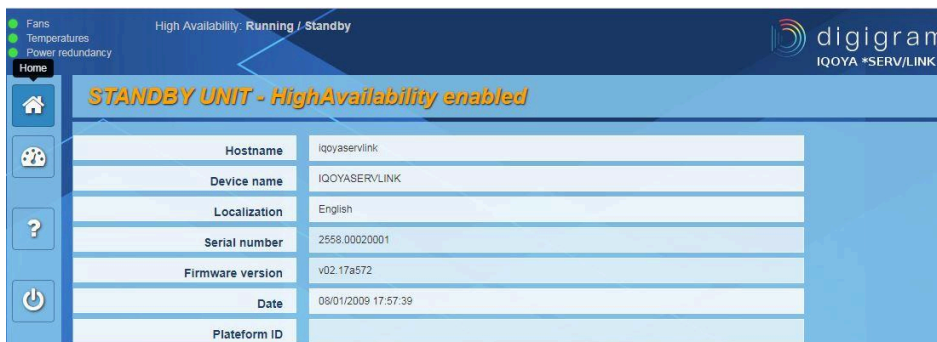 Fans
Temperatures
Power redundancy
High Availability: Running / Standby
digigram
IQOYA *SERV/LINK
Home
STANDBY UNIT - HighAvailability enabled
Hostname iqoyaservlink
Device name IQOYASERVLINK
Localization English
Serial number 2558.00020001
Firmware version v02.17a572
Date 08/01/2009 17:57:39
Plateform ID
?